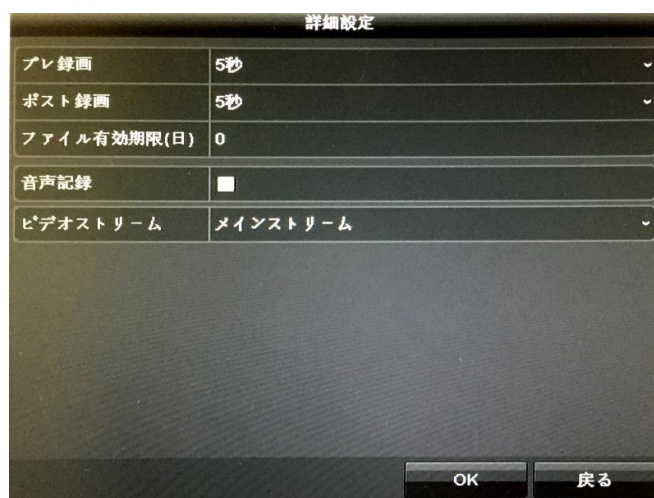 詳細設定
プレ録画 5秒
ポスト録画 5秒
ファイル有効期限(日) 0
音声記録
ビデオストリーム メインストリーム
OK 戻る